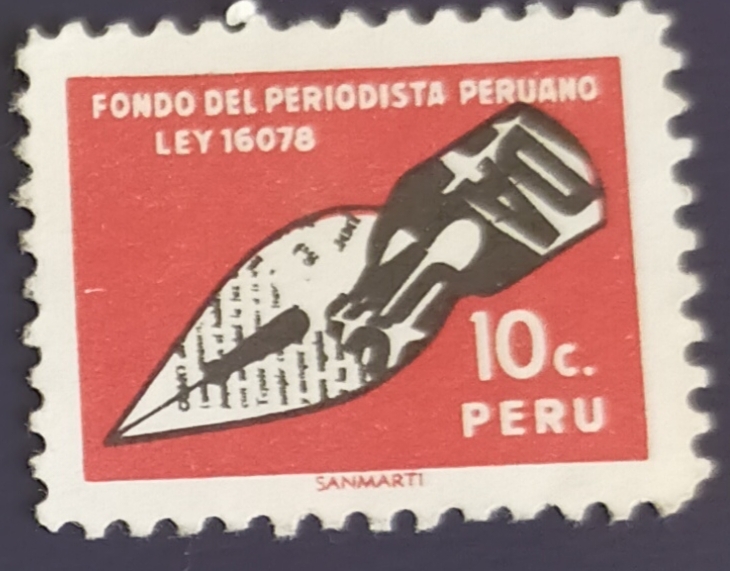 FONDO DEL PERIODISTA PERUANO
LEY 16078
10c.
PERU
SANMARTI